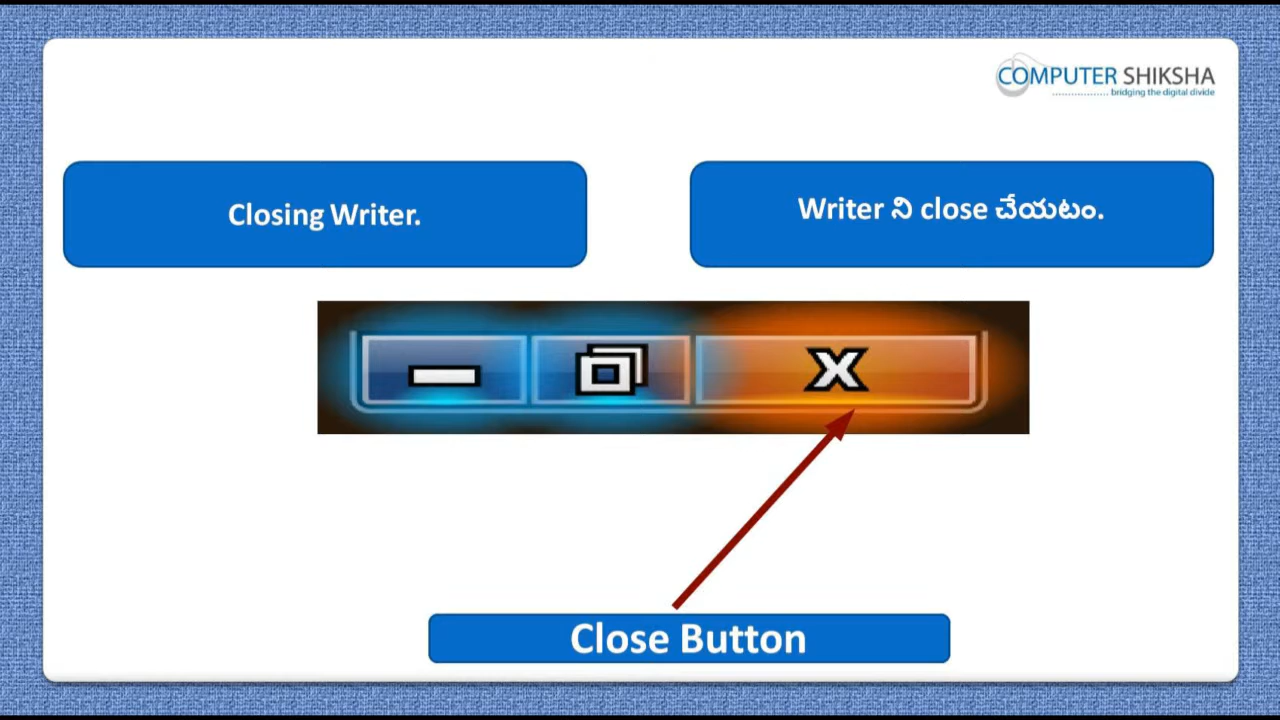 COMPUTER SHIKSHA
bridging the digital divide
Closing Writer.
Writer ని close చేయటం.
Close Button